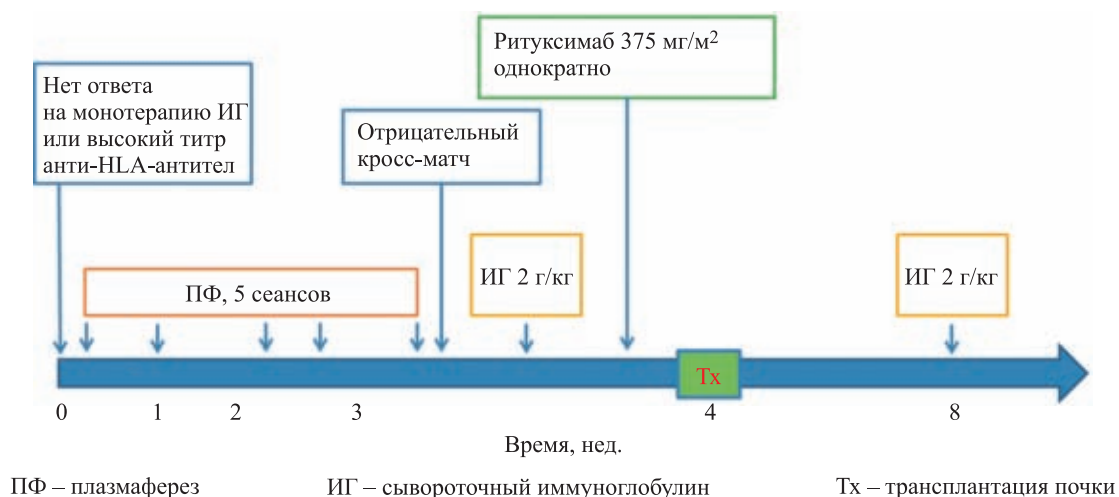 Ритуксимаб 375 мг/м²
однократно
Нет ответа
на монотерапию ИГ
или высокий титр
анти-HLA-антител
Отрицательный
кросс-матч
ПФ, 5 сеансов
ИГ 2 г/кг
ИГ 2 г/кг
Тх
0 1 2 3 4 8
Время, нед.
ПФ – плазмаферез ИГ – сывороточный иммуноглобулин Тх – трансплантация почки